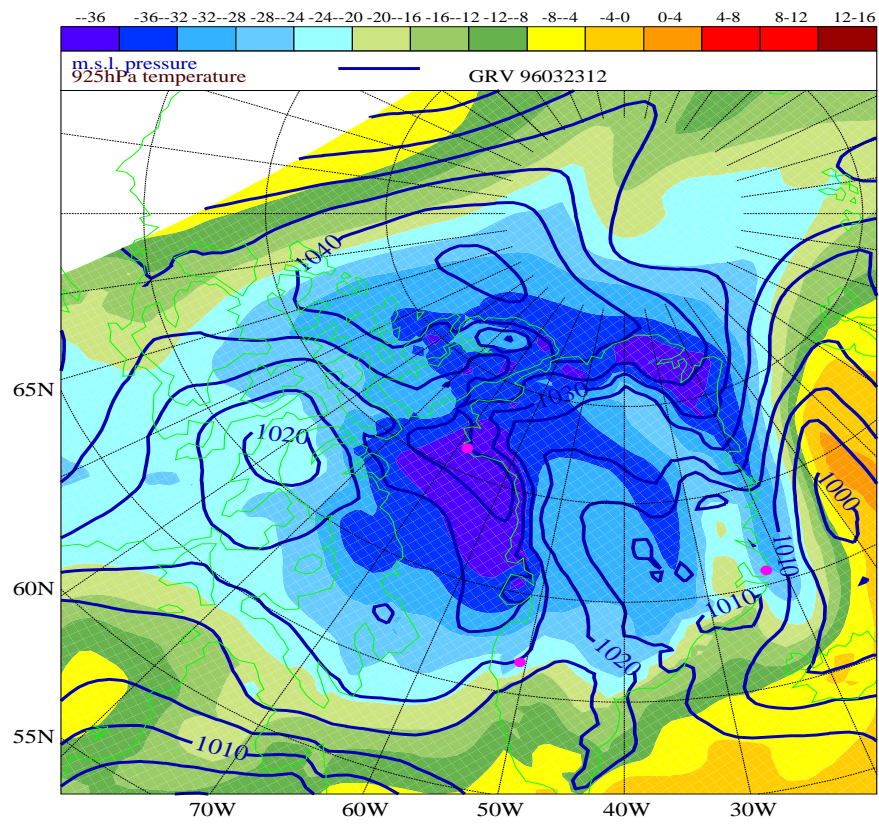 --36 -36--32 -32--28 -28--24 -24--20 -20--16 -16--12 -12--8 -8--4 -4-0 0-4 4-8 8-12 12-16
m.s.l. pressure
925hPa temperature GRV 96032312
1040
1030
65N
1020
1000
1010
60N
1010
1020
55N
1010
70W 60W 50W 40W 30W